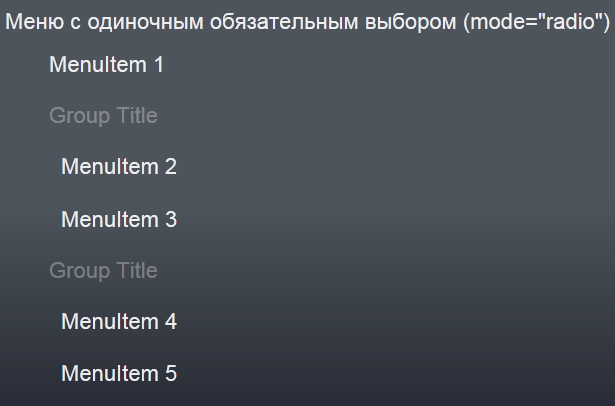 Меню с одиночным обязательным выбором (mode="radio")
MenuItem 1
Group Title
MenuItem 2
MenuItem 3
Group Title
MenuItem 4
MenuItem 5